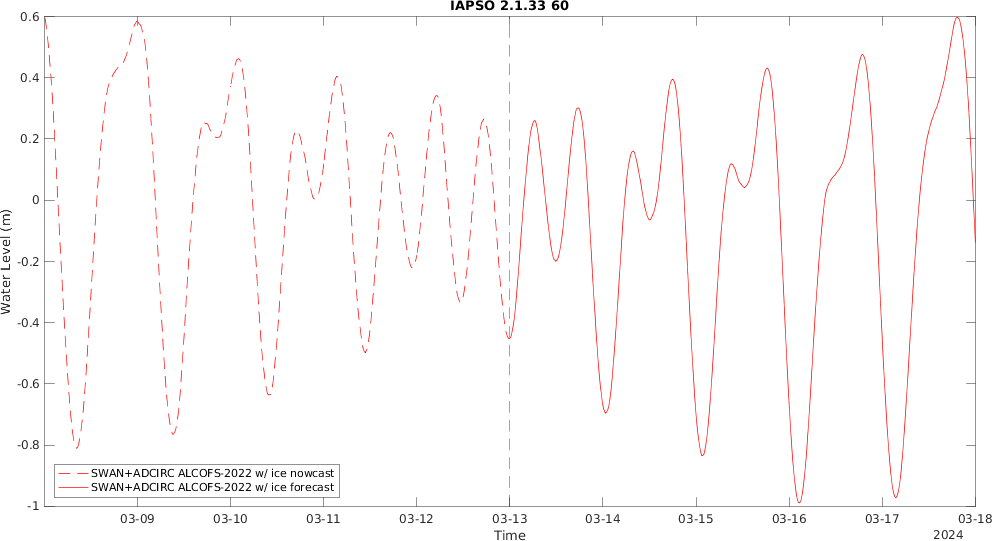 IAPSO 2.1.33 60
Water Level (m)
0.6
0.4
0.2
0
-0.2
-0.4
-0.6
-0.8
-1
SWAN+ADCIRC ALCOFS-2022 w/ ice nowcast
SWAN+ADCIRC ALCOFS-2022 w/ ice forecast
03-09 03-10 03-11 03-12 03-13 03-14 03-15 03-16 03-17 03-18
Time
2024